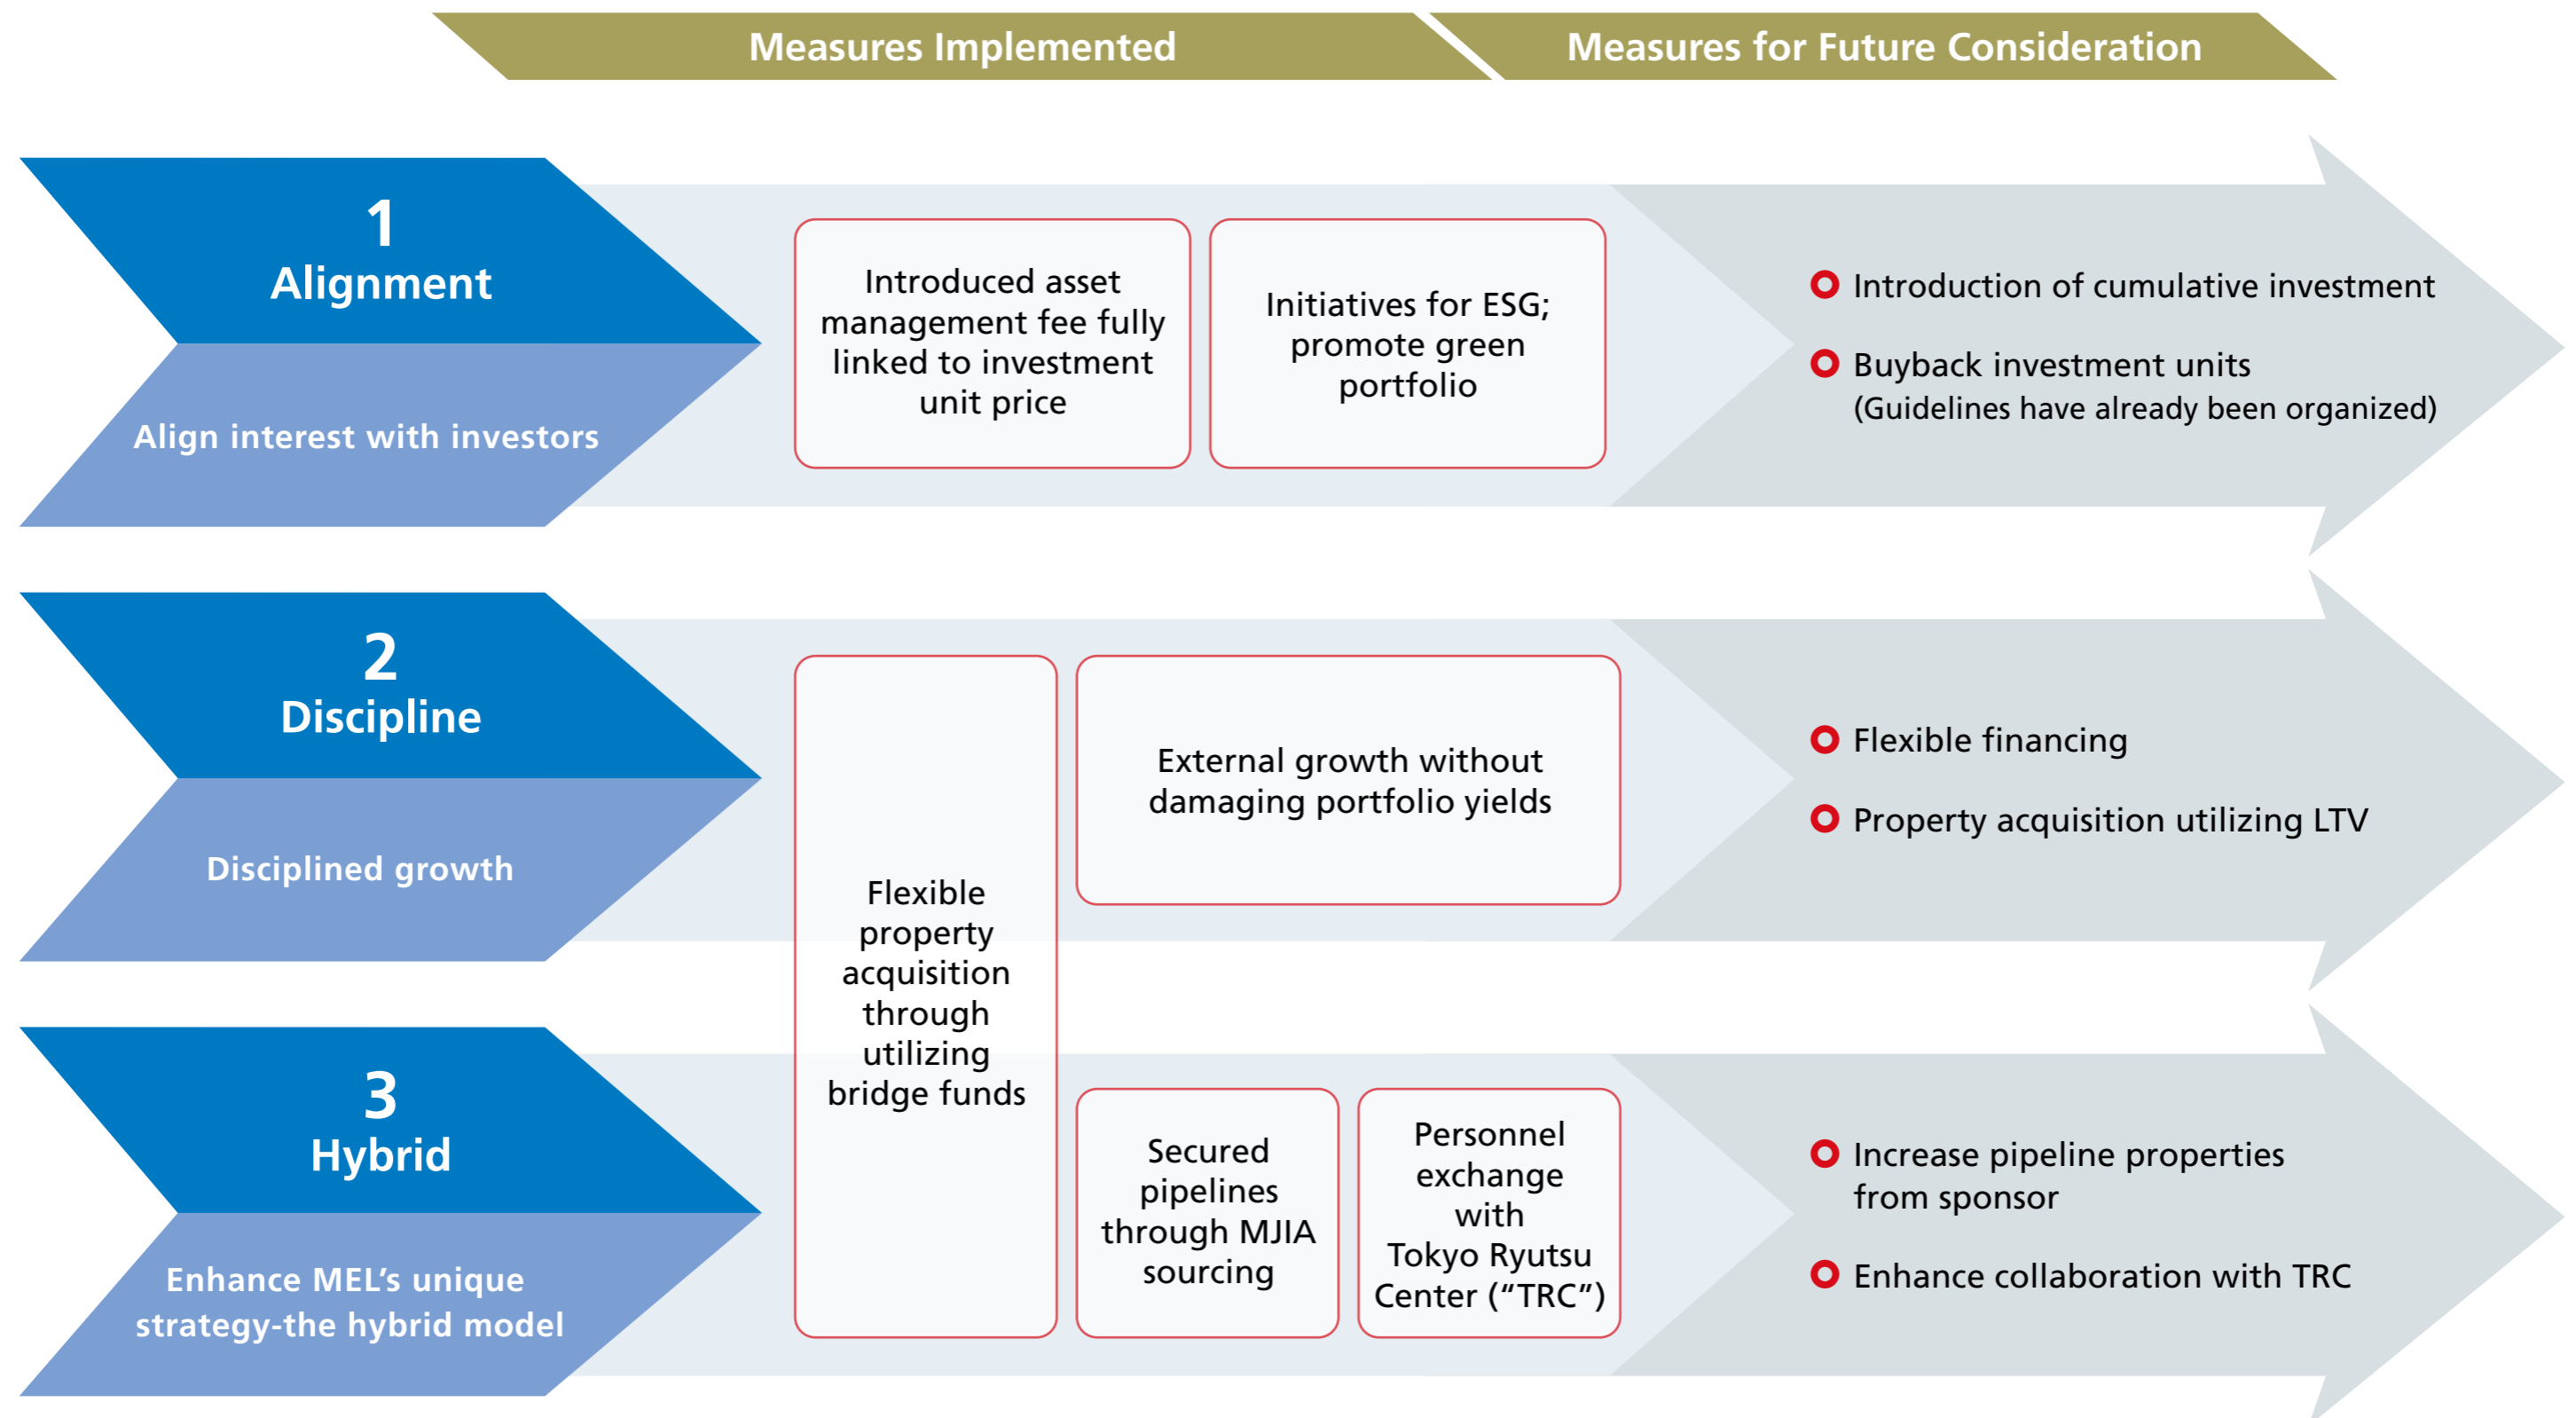 Measures Implemented
Measures for Future Consideration
1
Alignment
Align interest with investors
Introduced asset
management fee fully
linked to investment
unit price
Initiatives for ESG;
promote green
portfolio
Introduction of cumulative investment
Buyback investment units
(Guidelines have already been organized)
2
Discipline
Disciplined growth
Flexible
property
acquisition
through
utilizing
bridge funds
External growth without
damaging portfolio yields
Flexible financing
Property acquisition utilizing LTV
3
Hybrid
Enhance MEL’s unique
strategy-the hybrid model
Secured
pipelines
through MJIA
sourcing
Personnel
exchange
with
Tokyo Ryutsu
Center (“TRC”)
Increase pipeline properties
from sponsor
Enhance collaboration with TRC